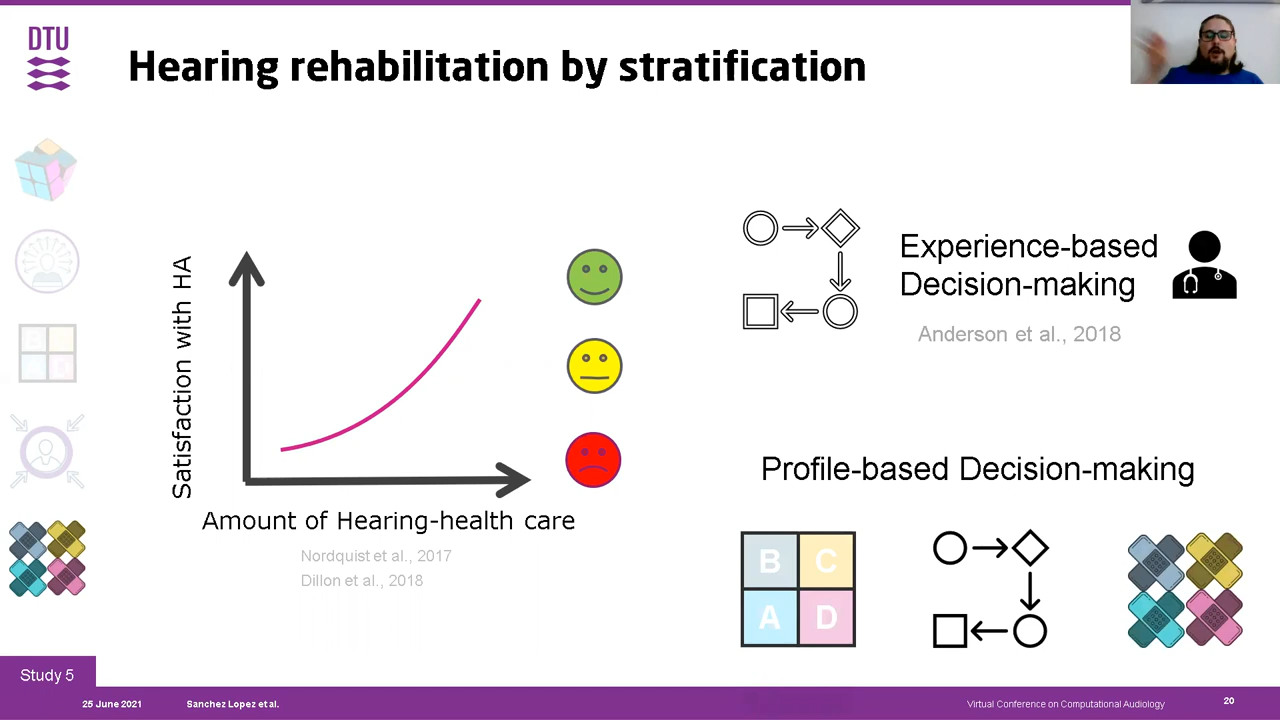 DTU
Hearing rehabilitation by stratification
Satisfaction with HA
Amount of Hearing-health care
Nordquist et al., 2017
Dillon et al., 2018
Experience-based
Decision-making
Anderson et al., 2018
Profile-based Decision-making
B C
A D
Study 5
25 June 2021 Sanchez Lopez et al. Virtual Conference on Computational Audiology 20